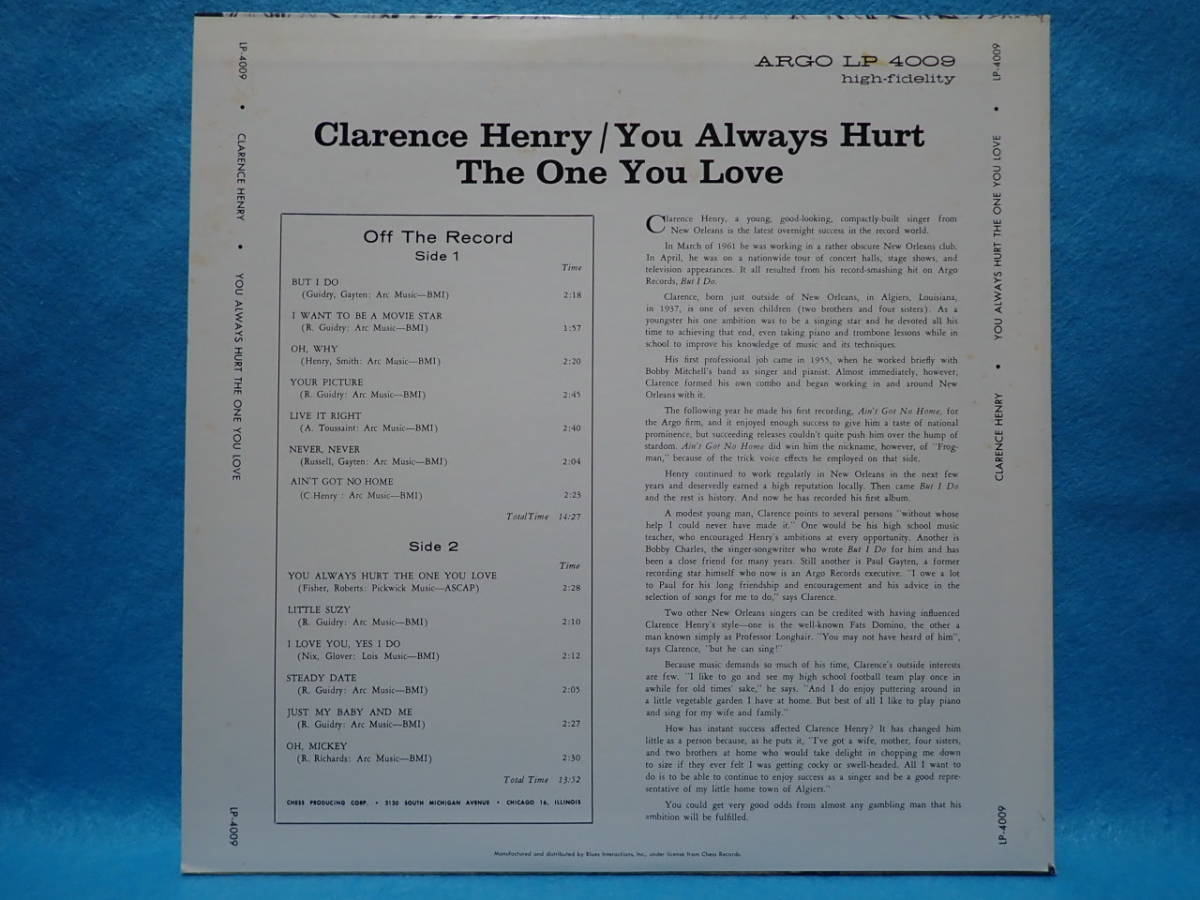 ARGO LP 4009
high-fidelity
Clarence Henry / You Always Hurt
The One You Love
LP-4009 • CLARENCE HENRY • YOU ALWAYS HURT THE ONE YOU LOVE
LP-4009
Off The Record
Side 1
Time
BUT I DO
(Guidry, Gayten: Arc Music—BMI) 2:18
I WANT TO BE A MOVIE STAR
(R. Guidry: Arc Music—BMI) 1:57
OH, WHY
(Henry, Smith: Arc Music—BMI) 2:20
YOUR PICTURE
(R. Guidry: Arc Music—BMI) 2:45
LIVE IT RIGHT
(A. Toussaint: Arc Music—BMI) 2:40
NEVER, NEVER
(Russell, Gayten: Arc Music—BMI) 2:04
AIN'T GOT NO HOME
(C.Henry : Arc Music—BMI) 2:23
Total Time 14:27
Side 2
Time
YOU ALWAYS HURT THE ONE YOU LOVE
(Fisher, Roberts: Pickwick Music—ASCAP) 2:28
LITTLE SUZY
(R. Guidry: Arc Music—BMI) 2:10
I LOVE YOU, YES I DO
(Nix, Glover: Lois Music—BMI) 2:12
STEADY DATE
(R. Guidry: Arc Music—BMI) 2:05
JUST MY BABY AND ME
(R. Guidry: Arc Music—BMI) 2:27
OH, MICKEY
(R. Richards: Arc Music—BMI) 2:30
Total Time 13:52
CHESS PRODUCING CORP. • 2120 SOUTH MICHIGAN AVENUE • CHICAGO 16, ILLINOIS
Clarence Henry, a young, good-looking, compactly-built singer from
New Orleans is the latest overnight success in the record world.
In March of 1961 he was working in a rather obscure New Orleans club.
In April, he was on a nationwide tour of concert halls, stage shows, and
television appearances. It all resulted from his record-smashing hit on Argo
Records, But I Do.
Clarence, born just outside of New Orleans, in Algiers, Louisiana,
in 1937, is one of seven children (two brothers and four sisters). As a
youngster his one ambition was to be a singing star and he devoted all his
time to achieving that end, even taking piano and trombone lessons while in
school to improve his knowledge of music and its techniques.
His first professional job came in 1955, when he worked briefly with
Bobby Mitchell's band as singer and pianist. Almost immediately, however,
Clarence formed his own combo and began working in and around New
Orleans with it.
The following year he made his first recording, Ain't Got No Home, for
the Argo firm, and it enjoyed enough success to give him a taste of national
prominence, but succeeding releases couldn't quite push him over the hump of
stardom. Ain't Got No Home did win him the nickname, however, of "Frog-
man," because of the trick voice effects he employed on that side.
Henry continued to work regularly in New Orleans in the next few
years and deservedly earned a high reputation locally. Then came But I Do
and the rest is history. And now he has recorded his first album.
A modest young man, Clarence points to several persons "without whose
help I could never have made it." One would be his high school music
teacher, who encouraged Henry's ambitions at every opportunity. Another is
Bobby Charles, the singer-songwriter who wrote But I Do for him and has
been a close friend for many years. Still another is Paul Gayten, a former
recording star himself who now is an Argo Records executive. "I owe a lot
to Paul for his long friendship and encouragement and his advice in the
selection of songs for me to do," says Clarence.
Two other New Orleans singers can be credited with having influenced
Clarence Henry's style—one is the well-known Fats Domino, the other a
man known simply as Professor Longhair. "You may not have heard of him",
says Clarence, "but he can sing!"
Because music demands so much of his time, Clarence's outside interests
are few. "I like to go and see my high school football team play once in
awhile for old times' sake," he says. "And I do enjoy puttering around in
a little vegetable garden I have at home. But best of all I like to play piano
and sing for my wife and family."
How has instant success affected Clarence Henry? It has changed him
little as a person because, as he puts it, "I've got a wife, mother, four sisters,
and two brothers at home who would take delight in chopping me down
to size if they ever felt I was getting cocky or swell-headed. All I want to
do is to be able to continue to enjoy success as a singer and be a good repre-
sentative of my little home town of Algiers".
You could get very good odds from almost any gambling man that his
ambition will be fulfilled.
LP-4009
CLARENCE HENRY • YOU ALWAYS HURT THE ONE YOU LOVE • LP-4009
Manufactured and distributed by Blues Interactions, Inc., under license from Chess Records.